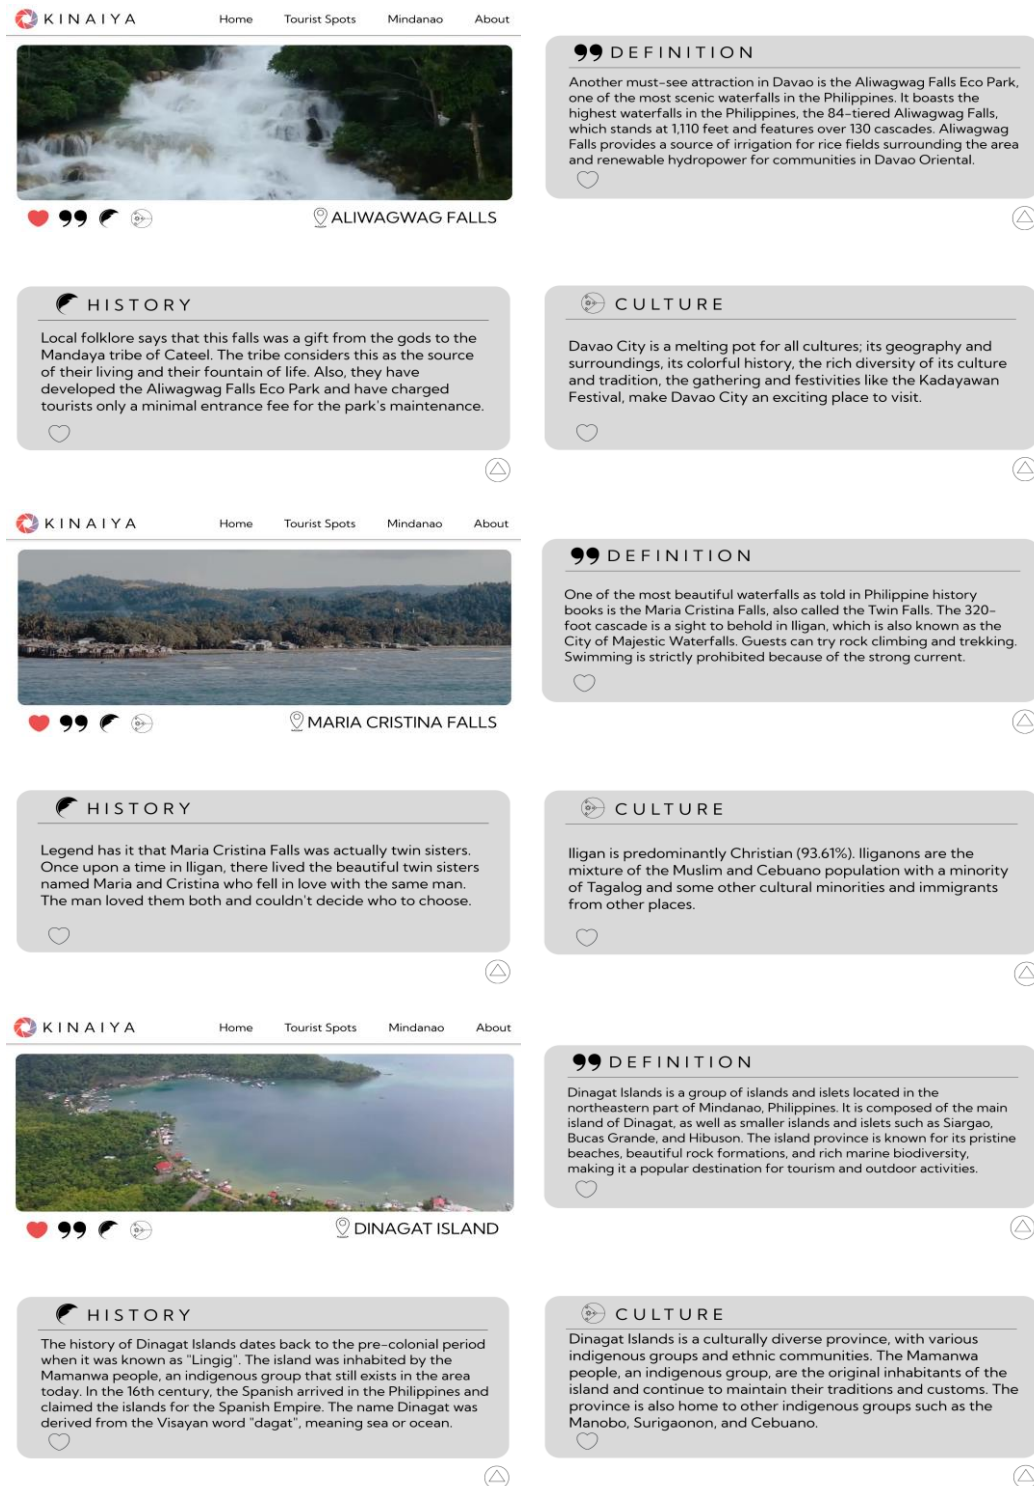 KINAIYA
Home Tourist Spots Mindanao About
ALIWAGWAG FALLS
DEFINITION
Another must-see attraction in Davao is the Aliwagwag Falls Eco Park,
one of the most scenic waterfalls in the Philippines. It boasts the
highest waterfalls in the Philippines, the 84-tiered Aliwagwag Falls,
which stands at 1,110 feet and features over 130 cascades. Aliwagwag
Falls provides a source of irrigation for rice fields surrounding the area
and renewable hydropower for communities in Davao Oriental.
HISTORY
Local folklore says that this falls was a gift from the gods to the
Mandaya tribe of Cateel. The tribe considers this as the source
of their living and their fountain of life. Also, they have
developed the Aliwagwag Falls Eco Park and have charged
tourists only a minimal entrance fee for the park's maintenance.
CULTURE
Davao City is a melting pot for all cultures; its geography and
surroundings, its colorful history, the rich diversity of its culture
and tradition, the gathering and festivities like the Kadayawan
Festival, make Davao City an exciting place to visit.
KINAIYA
Home Tourist Spots Mindanao About
MARIA CRISTINA FALLS
DEFINITION
One of the most beautiful waterfalls as told in Philippine history
books is the Maria Cristina Falls, also called the Twin Falls. The 320-
foot cascade is a sight to behold in Iligan, which is also known as the
City of Majestic Waterfalls. Guests can try rock climbing and trekking.
Swimming is strictly prohibited because of the strong current.
HISTORY
Legend has it that Maria Cristina Falls was actually twin sisters.
Once upon a time in Iligan, there lived the beautiful twin sisters
named Maria and Cristina who fell in love with the same man.
The man loved them both and couldn't decide who to choose.
CULTURE
Iligan is predominantly Christian (93.61%). Iliganons are the
mixture of the Muslim and Cebuano population with a minority
of Tagalog and some other cultural minorities and immigrants
from other places.
KINAIYA
Home Tourist Spots Mindanao About
DINAGAT ISLAND
DEFINITION
Dinagat Islands is a group of islands and islets located in the
northeastern part of Mindanao, Philippines. It is composed of the main
island of Dinagat, as well as smaller islands and islets such as Siargao,
Bucas Grande, and Hibuson. The island province is known for its pristine
beaches, beautiful rock formations, and rich marine biodiversity,
making it a popular destination for tourism and outdoor activities.
HISTORY
The history of Dinagat Islands dates back to the pre-colonial period
when it was known as "Lingig". The island was inhabited by the
Mamanwa people, an indigenous group that still exists in the area
today. In the 16th century, the Spanish arrived in the Philippines and
claimed the islands for the Spanish Empire. The name Dinagat was
derived from the Visayan word "dagat", meaning sea or ocean.
CULTURE
Dinagat Islands is a culturally diverse province, with various
indigenous groups and ethnic communities. The Mamanwa
people, an indigenous group, are the original inhabitants of the
island and continue to maintain their traditions and customs. The
province is also home to other indigenous groups such as the
Manobo, Surigaonon, and Cebuano.